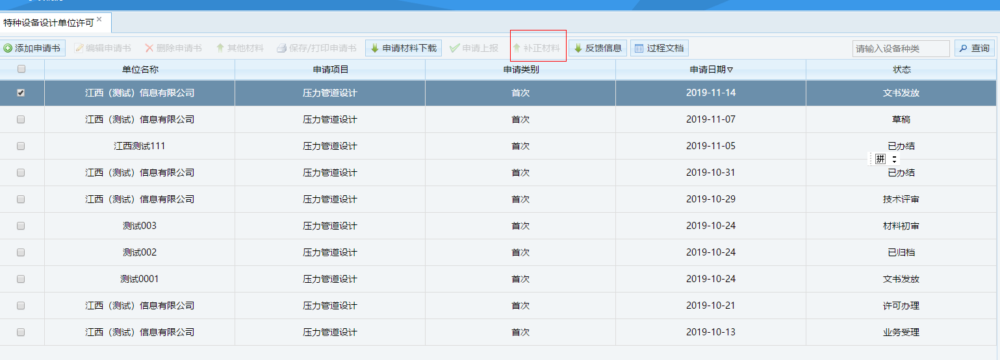 特种设备设计单位许可
添加申请书 编辑申请书 删除申请书 其他材料 保存/打印申请书 申请材料下载 申请上报 补正材料 反馈信息 过程文档 请输入设备种类 查询
单位名称 申请项目 申请类别 申请日期 状态
江西（测试）信息有限公司 压力管道设计 首次 2019-11-14 文书发放
江西（测试）信息有限公司 压力管道设计 首次 2019-11-07 草稿
江西测试111 压力管道设计 首次 2019-11-05 已办结
拼
江西（测试）信息有限公司 压力管道设计 首次 2019-10-31 已办结
江西（测试）信息有限公司 压力管道设计 首次 2019-10-29 技术评审
测试003 压力管道设计 首次 2019-10-24 材料初审
测试002 压力管道设计 首次 2019-10-24 已归档
测试0001 压力管道设计 首次 2019-10-24 文书发放
江西（测试）信息有限公司 压力管道设计 首次 2019-10-21 许可办理
江西（测试）信息有限公司 压力管道设计 首次 2019-10-13 业务受理